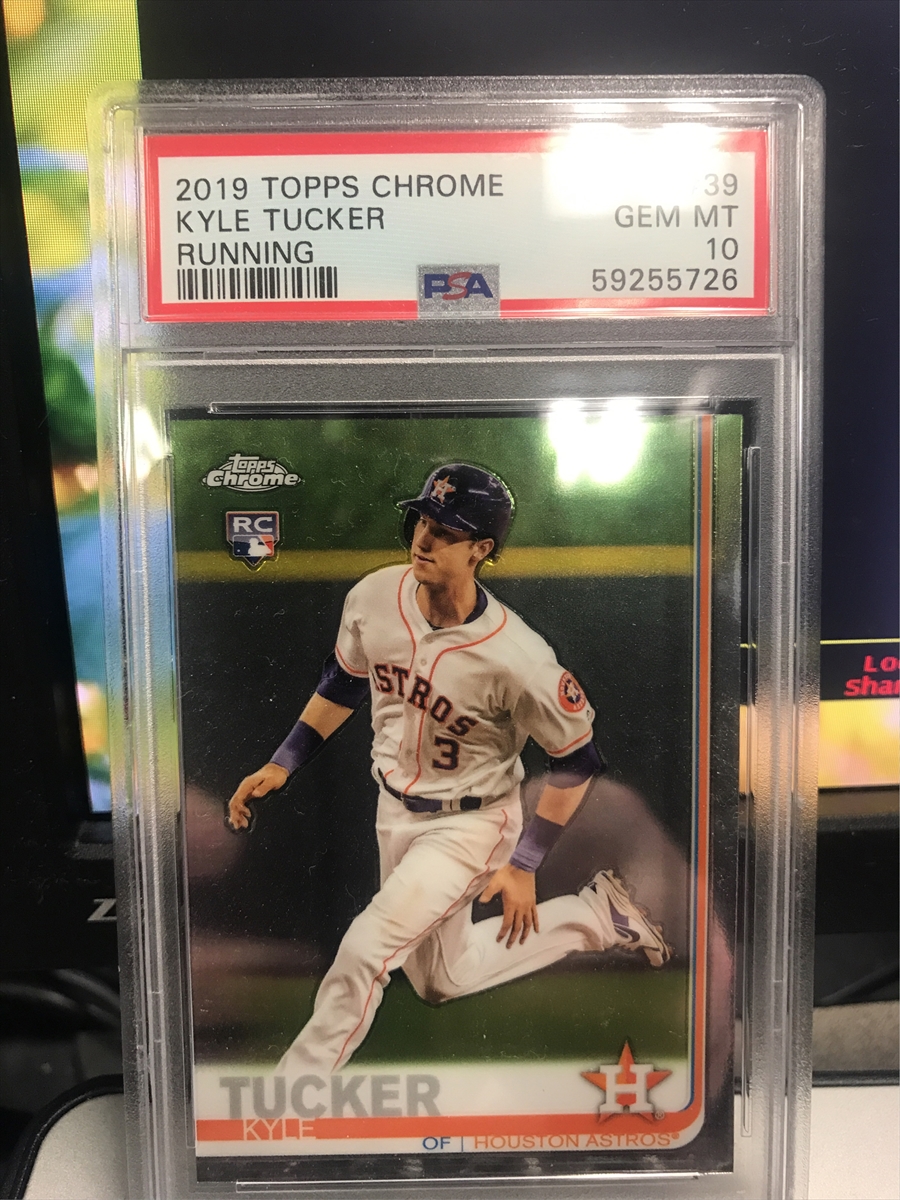 2019 TOPPS CHROME
KYLE TUCKER
RUNNING
39
GEM MT
10
59255726
PSA
Topps
Chrome
RC
ASTROS
3
H
TUCKER
KYLE
OF | HOUSTON ASTROS®